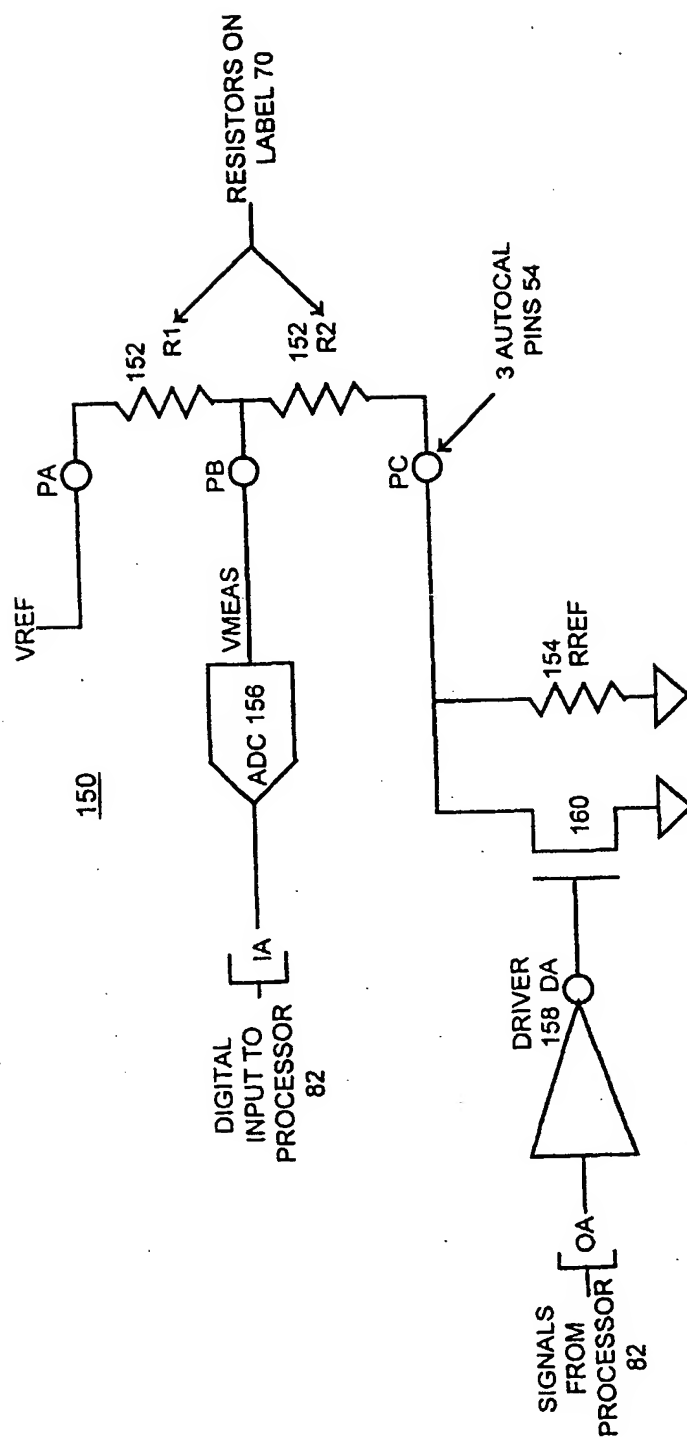 VREF
PA
152
R1
RESISTORS ON
LABEL 70
152
R2
PB
VMEAS
ADC 156
IA
DIGITAL
INPUT TO
PROCESSOR
82
150
PC
3 AUTOCAL
PINS 54
154
RREF
160
DRIVER
158 DA
OA
SIGNALS
FROM
PROCESSOR
82